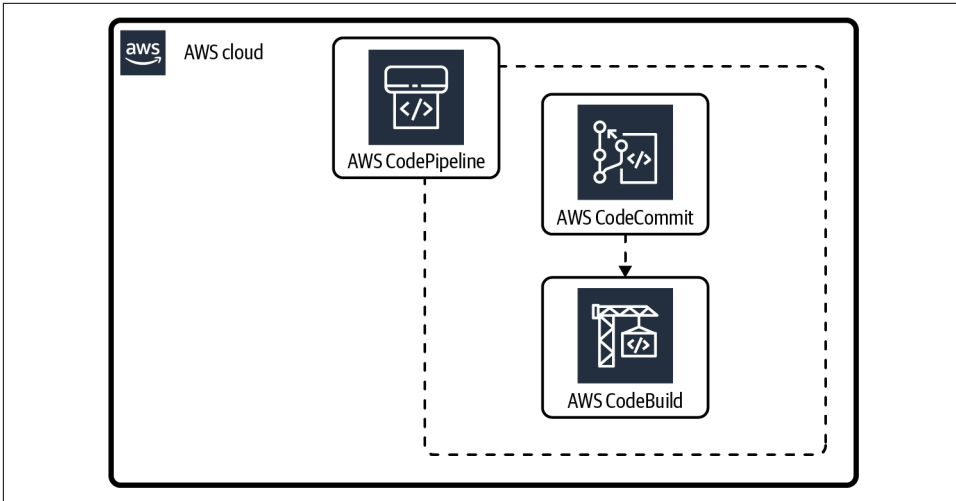 aws
AWS cloud
</>
AWS CodePipeline
</>
AWS CodeCommit
</>
AWS CodeBuild